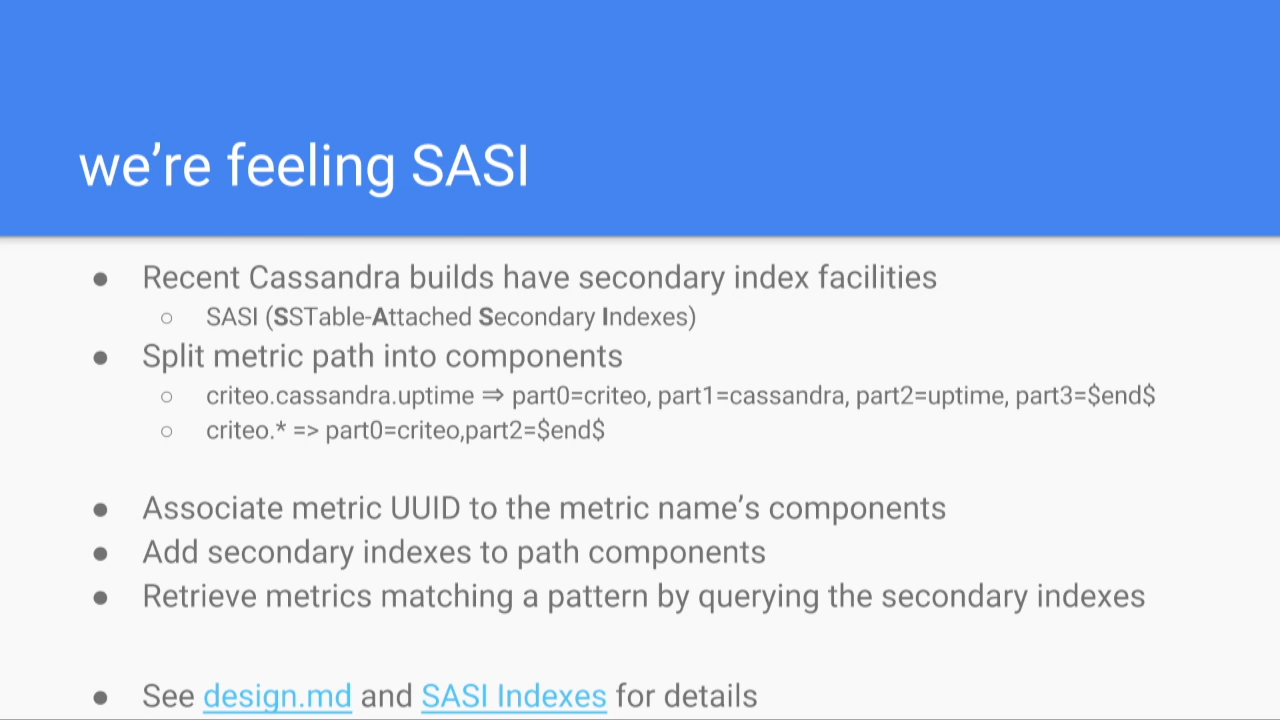 we’re feeling SASI
● Recent Cassandra builds have secondary index facilities
○ SASI (SSTable-Attached Secondary Indexes)
● Split metric path into components
○ criteo.cassandra.uptime ⇒ part0=criteo, part1=cassandra, part2=uptime, part3=$end$
○ criteo.* => part0=criteo,part2=$end$
● Associate metric UUID to the metric name’s components
● Add secondary indexes to path components
● Retrieve metrics matching a pattern by querying the secondary indexes
● See design.md and SASI Indexes for details